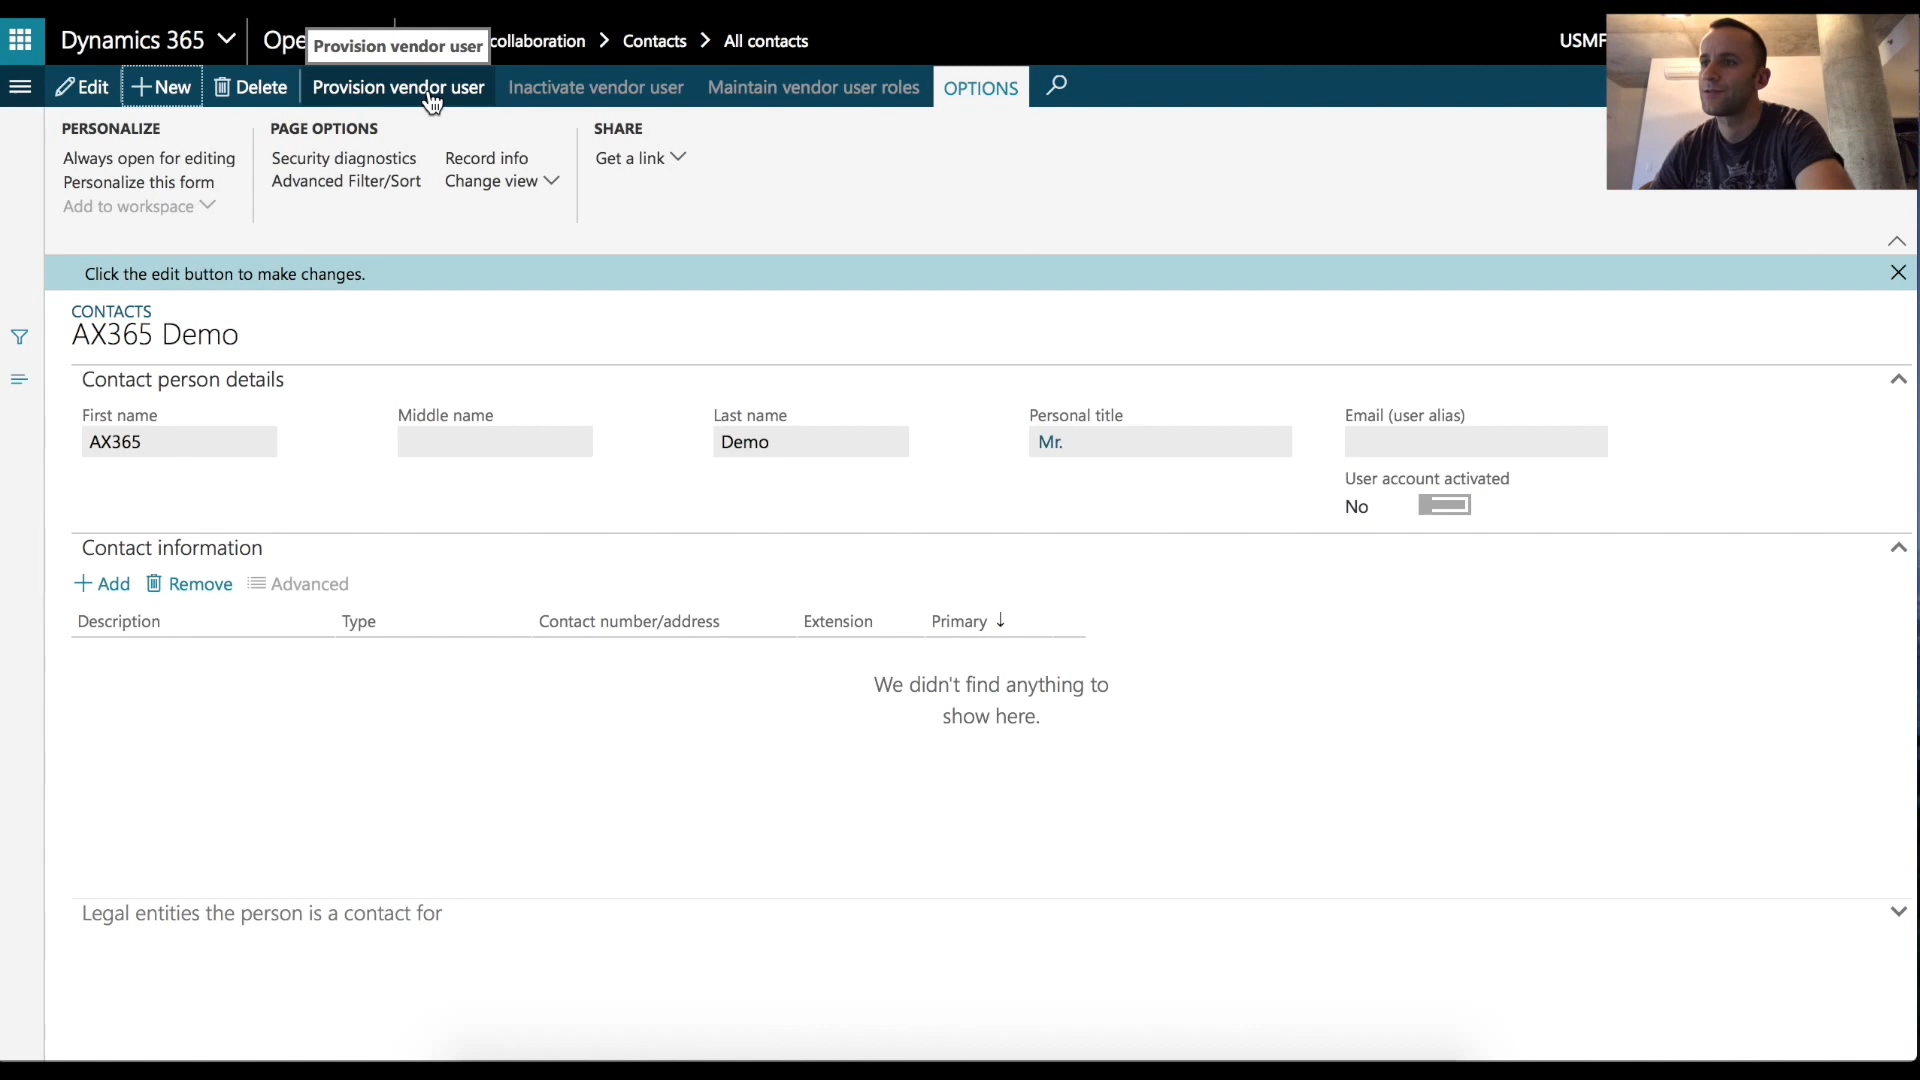 Dynamics 365
Ope
Provision vendor user
collaboration
Contacts
All contacts
USMF
Edit
New
Delete
Provision vendor user
Inactivate vendor user
Maintain vendor user roles
OPTIONS
PERSONALIZE
Always open for editing
Personalize this form
Add to workspace
PAGE OPTIONS
Security diagnostics
Advanced Filter/Sort
Record info
Change view
SHARE
Get a link
Click the edit button to make changes.
CONTACTS
AX365 Demo
Contact person details
First name
AX365
Middle name
Last name
Demo
Personal title
Mr.
Email (user alias)
User account activated
No
Contact information
Add
Remove
Advanced
Description
Type
Contact number/address
Extension
Primary
We didn't find anything to
show here.
Legal entities the person is a contact for